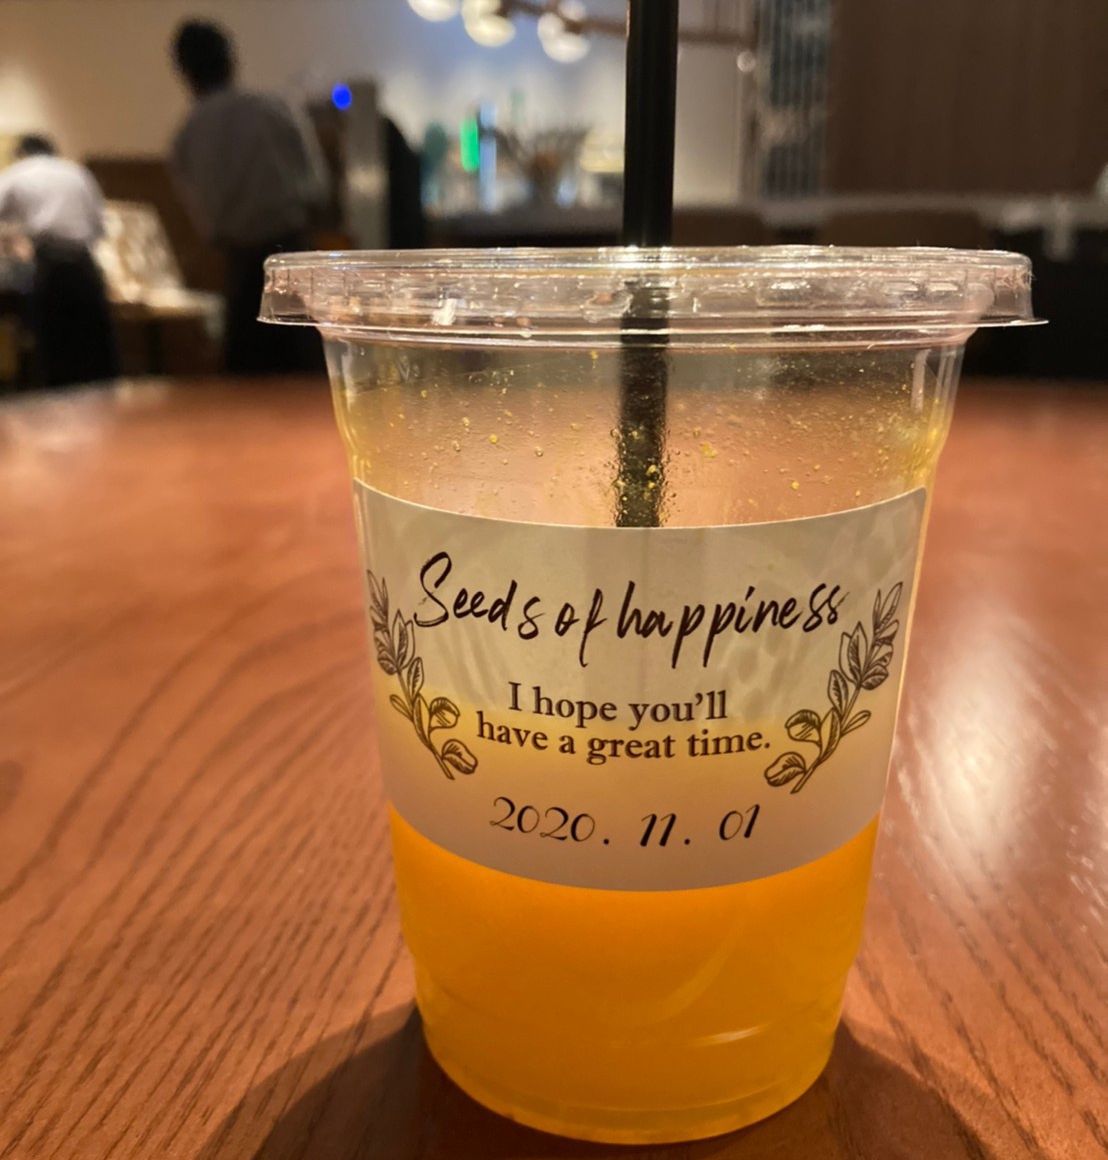 Seeds of happiness
I hope you'll
have a great time.
2020. 11. 01